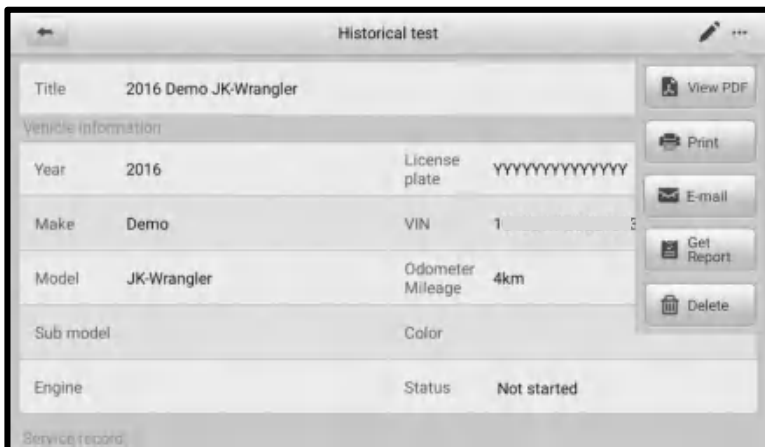 Historical test
Title 2016 Demo JK-Wrangler
View PDF
Vehicle information
Print
Year 2016 License plate YYYYYYYYYYYYYY
E-mail
Make Demo VIN 1 3
Get Report
Model JK-Wrangler Odometer Mileage 4km
Delete
Sub model Color
Engine Status Not started
Service record